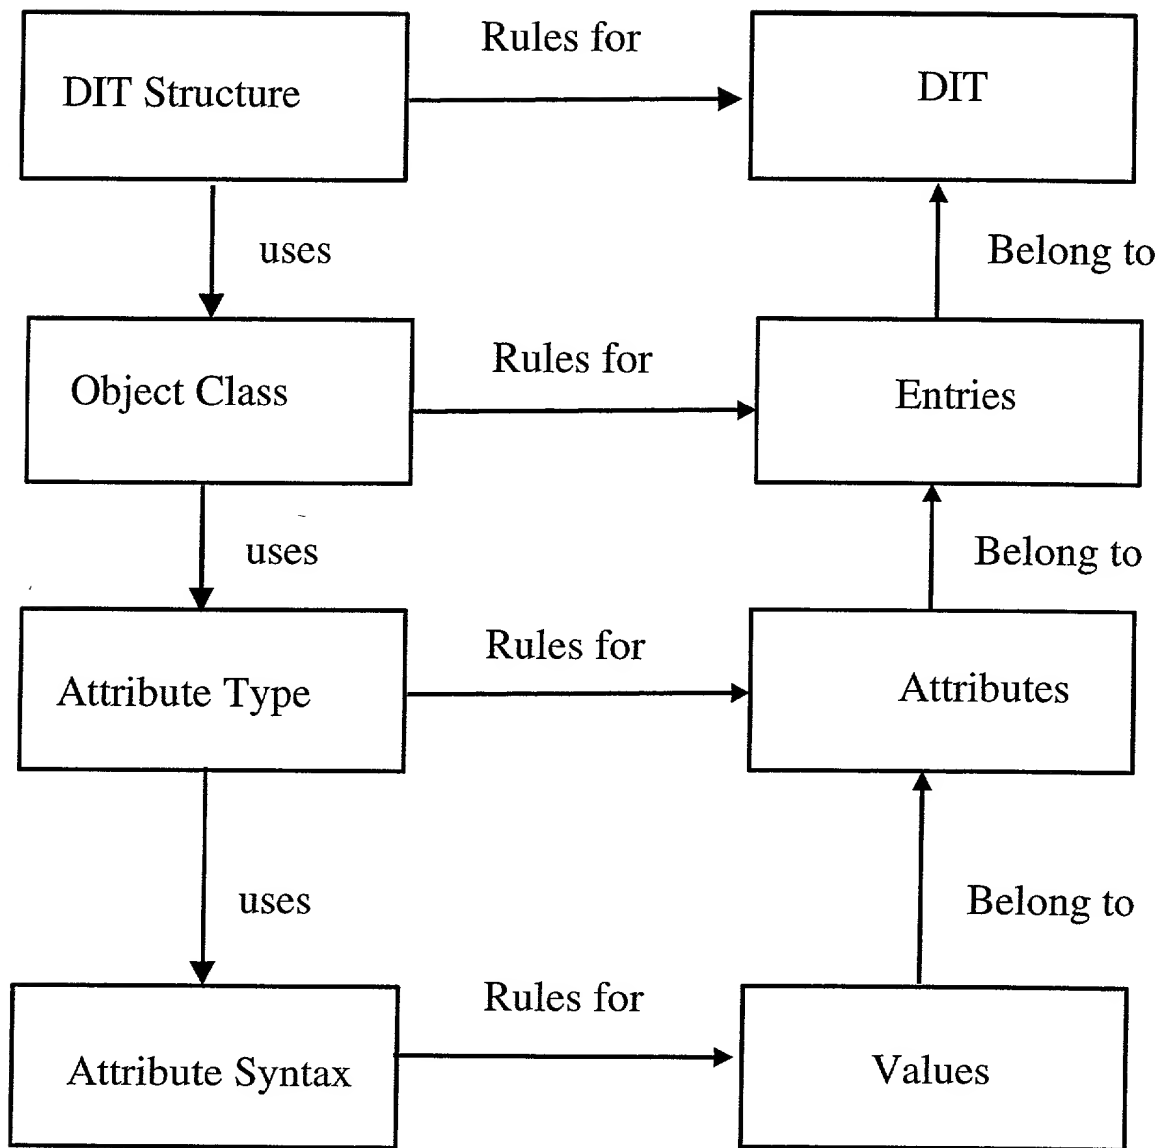 Rules for
DIT Structure
DIT
uses
Belong to
Rules for
Object Class
Entries
uses
Belong to
Rules for
Attribute Type
Attributes
uses
Belong to
Rules for
Attribute Syntax
Values